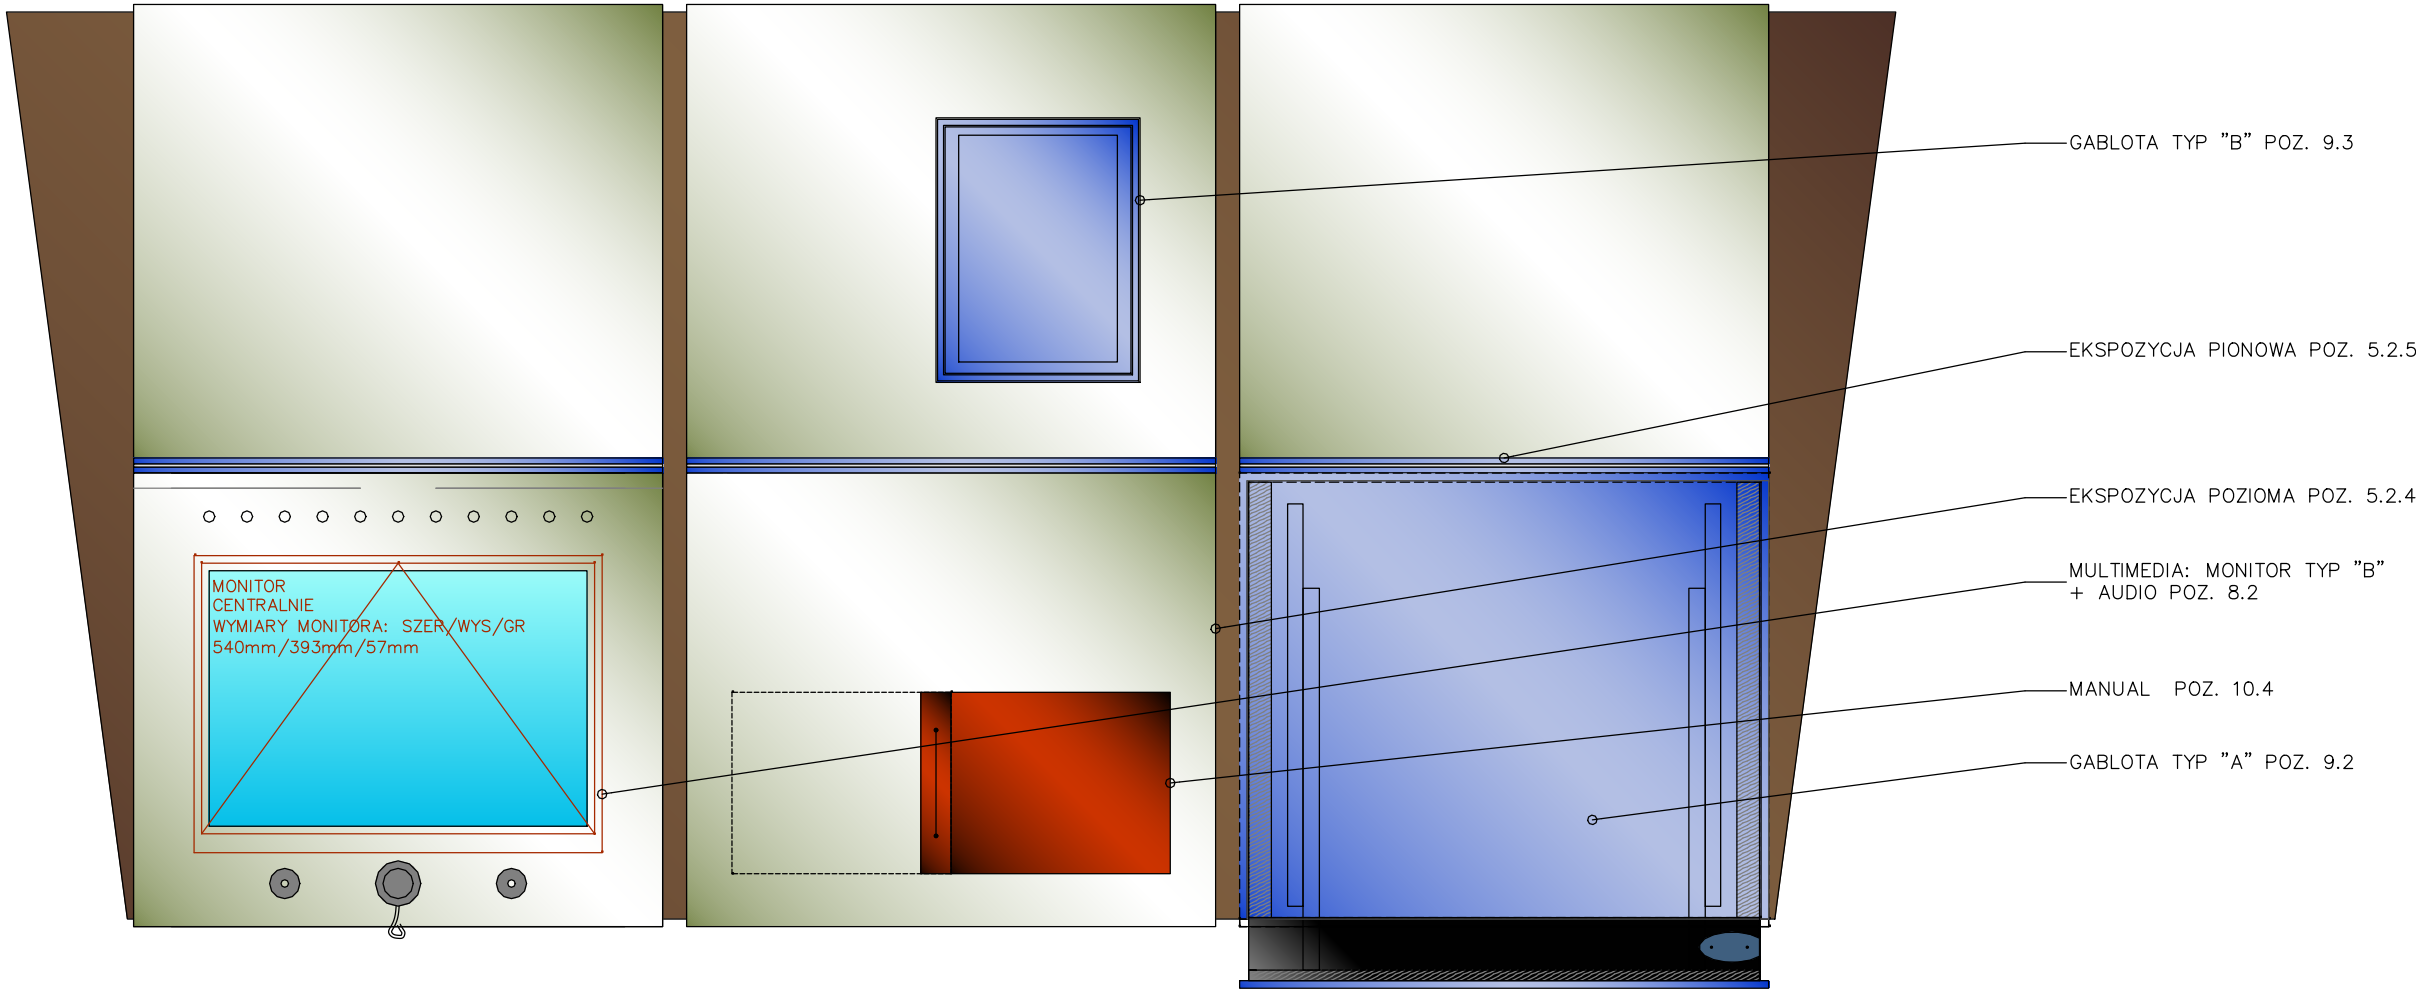 GABLOTA TYP "B" POZ. 9.3
EKSPOZYCJA PIONOWA POZ. 5.2.5
EKSPOZYCJA POZIOMA POZ. 5.2.4
MULTIMEDIA: MONITOR TYP "B"
+ AUDIO POZ. 8.2
MANUAL POZ. 10.4
GABLOTA TYP "A" POZ. 9.2
MONITOR
CENTRALNIE
WYMIARY MONITORA: SZER/WYS/GR
540mm/393mm/57mm